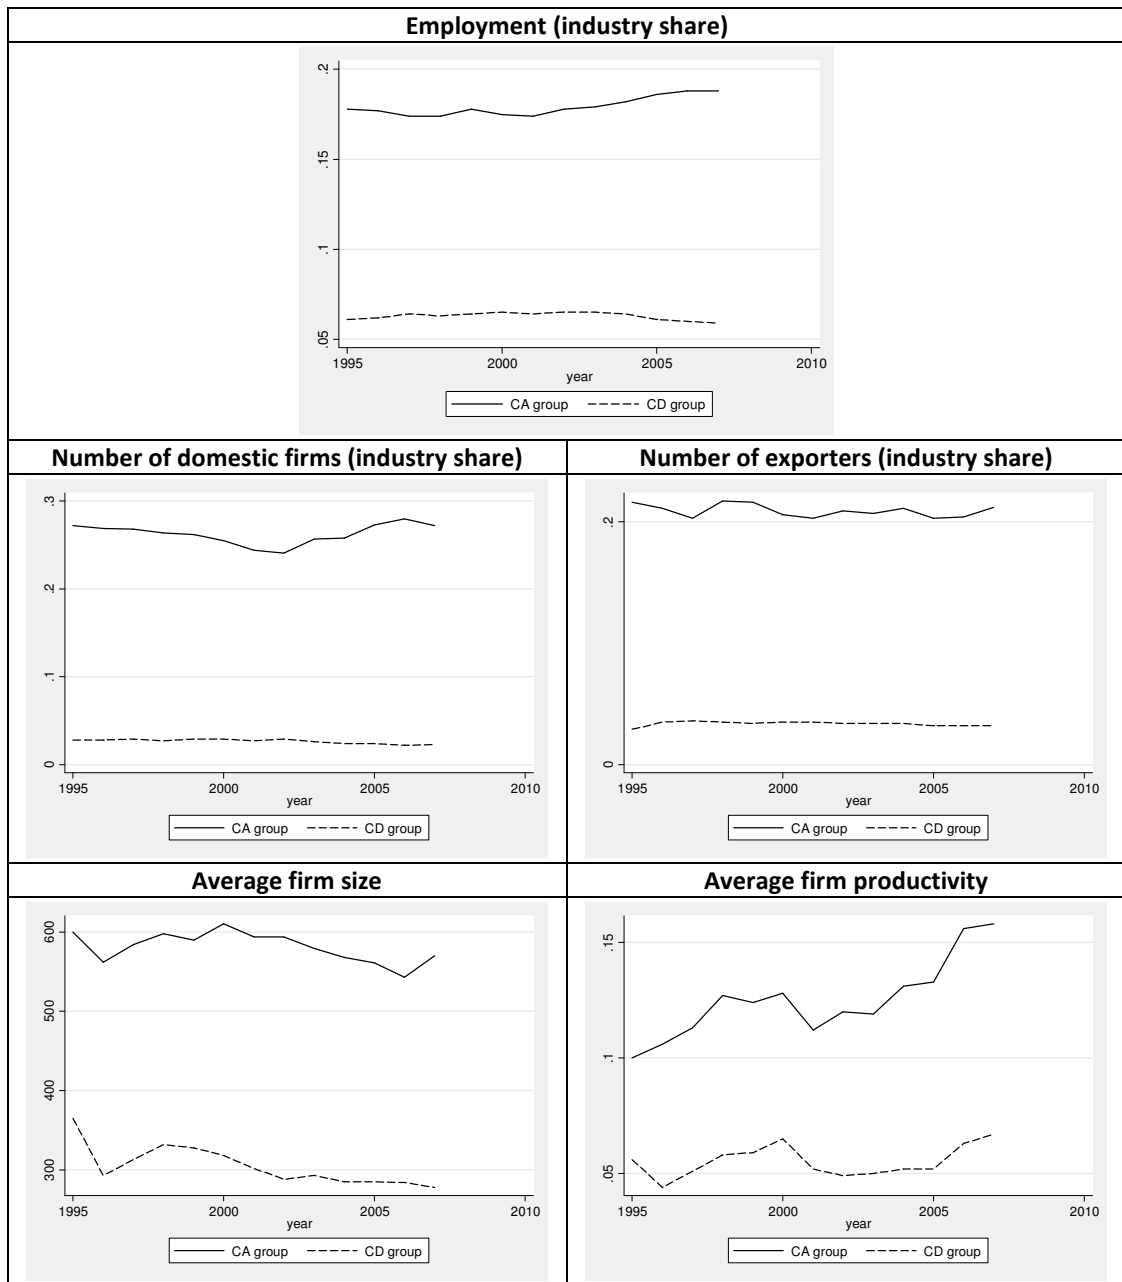 Employment (industry share)
.2
.15
.1
.05
1995 2000 2005 2010
year
CA group CD group
Number of domestic firms (industry share)
.3
.2
.1
0
1995 2000 2005 2010
year
CA group CD group
Number of exporters (industry share)
.2
0
1995 2000 2005 2010
year
CA group CD group
Average firm size
600
500
400
300
1995 2000 2005 2010
year
CA group CD group
Average firm productivity
.15
.1
.05
1995 2000 2005 2010
year
CA group CD group